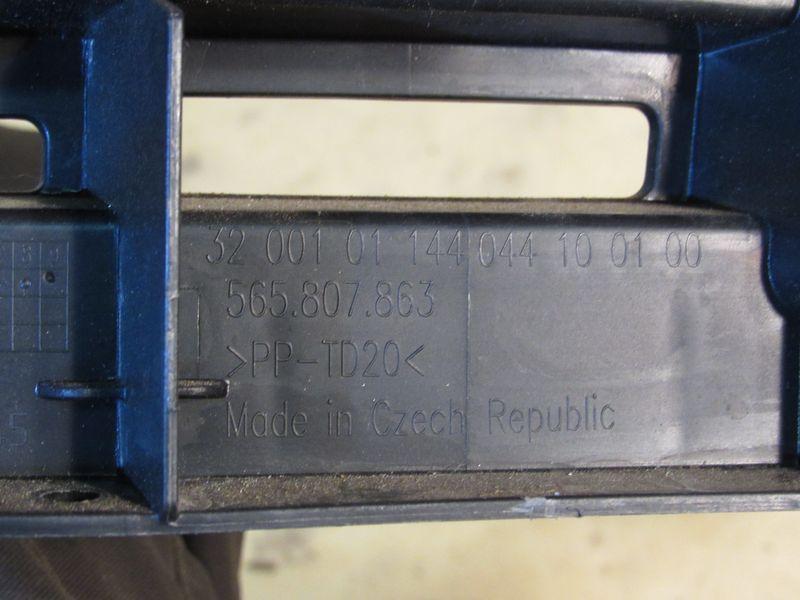 32 001 01 144 044 10 01 00
565.807.863
>PP-TD20<
Made in Czech Republic